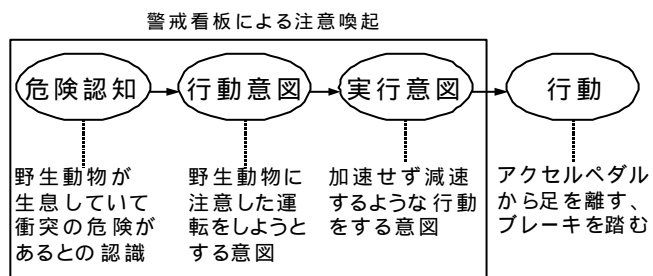 警戒看板による注意喚起
危険認知
行動意図
実行意図
行動
野生動物が
生息していて
衝突の危険が
あるとの認識
野生動物に
注意した運
転をしようと
する意図
加速せず減速
するような行動
をする意図
アクセルペダル
から足を離す、
ブレーキを踏む